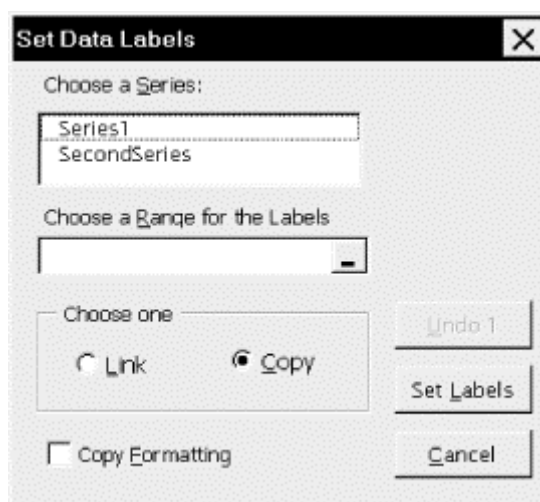 Set Data Labels
Choose a Series:
Series1
SecondSeries
Choose a Range for the Labels
Choose one
Link
Copy
Undo 1
Set Labels
Copy Formatting
Cancel